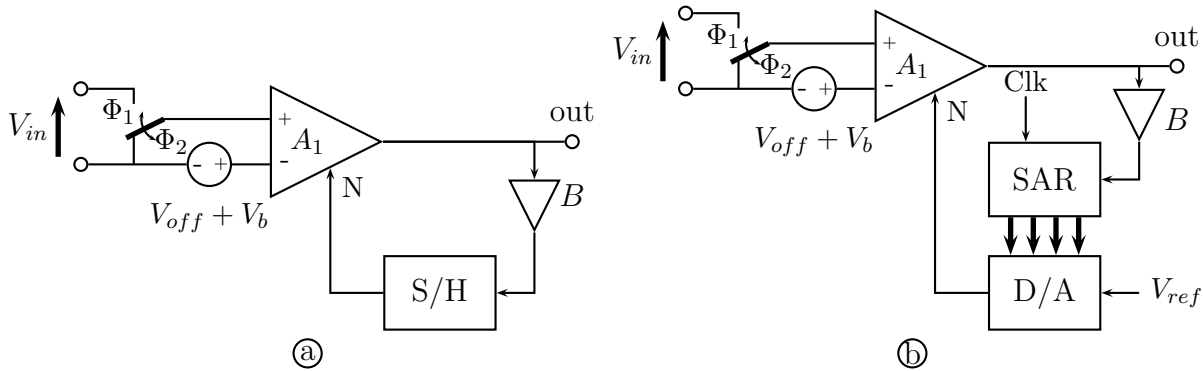 V_in
Φ₁
Φ₂
+
-
A₁
out
- +
V_off + V_b
N
B
S/H
a
V_in
Φ₁
Φ₂
+
-
A₁
out
- +
V_off + V_b
N
Clk
B
SAR
D/A
V_ref
b